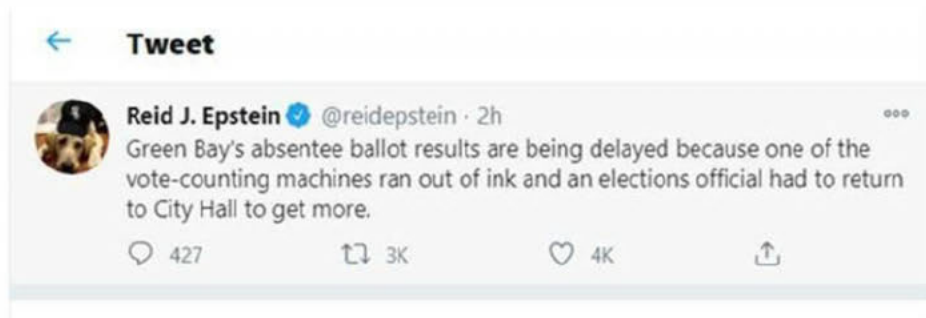 Tweet
Reid J. Epstein @reidepstein · 2h
Green Bay's absentee ballot results are being delayed because one of the
vote-counting machines ran out of ink and an elections official had to return
to City Hall to get more.
427 3K 4K